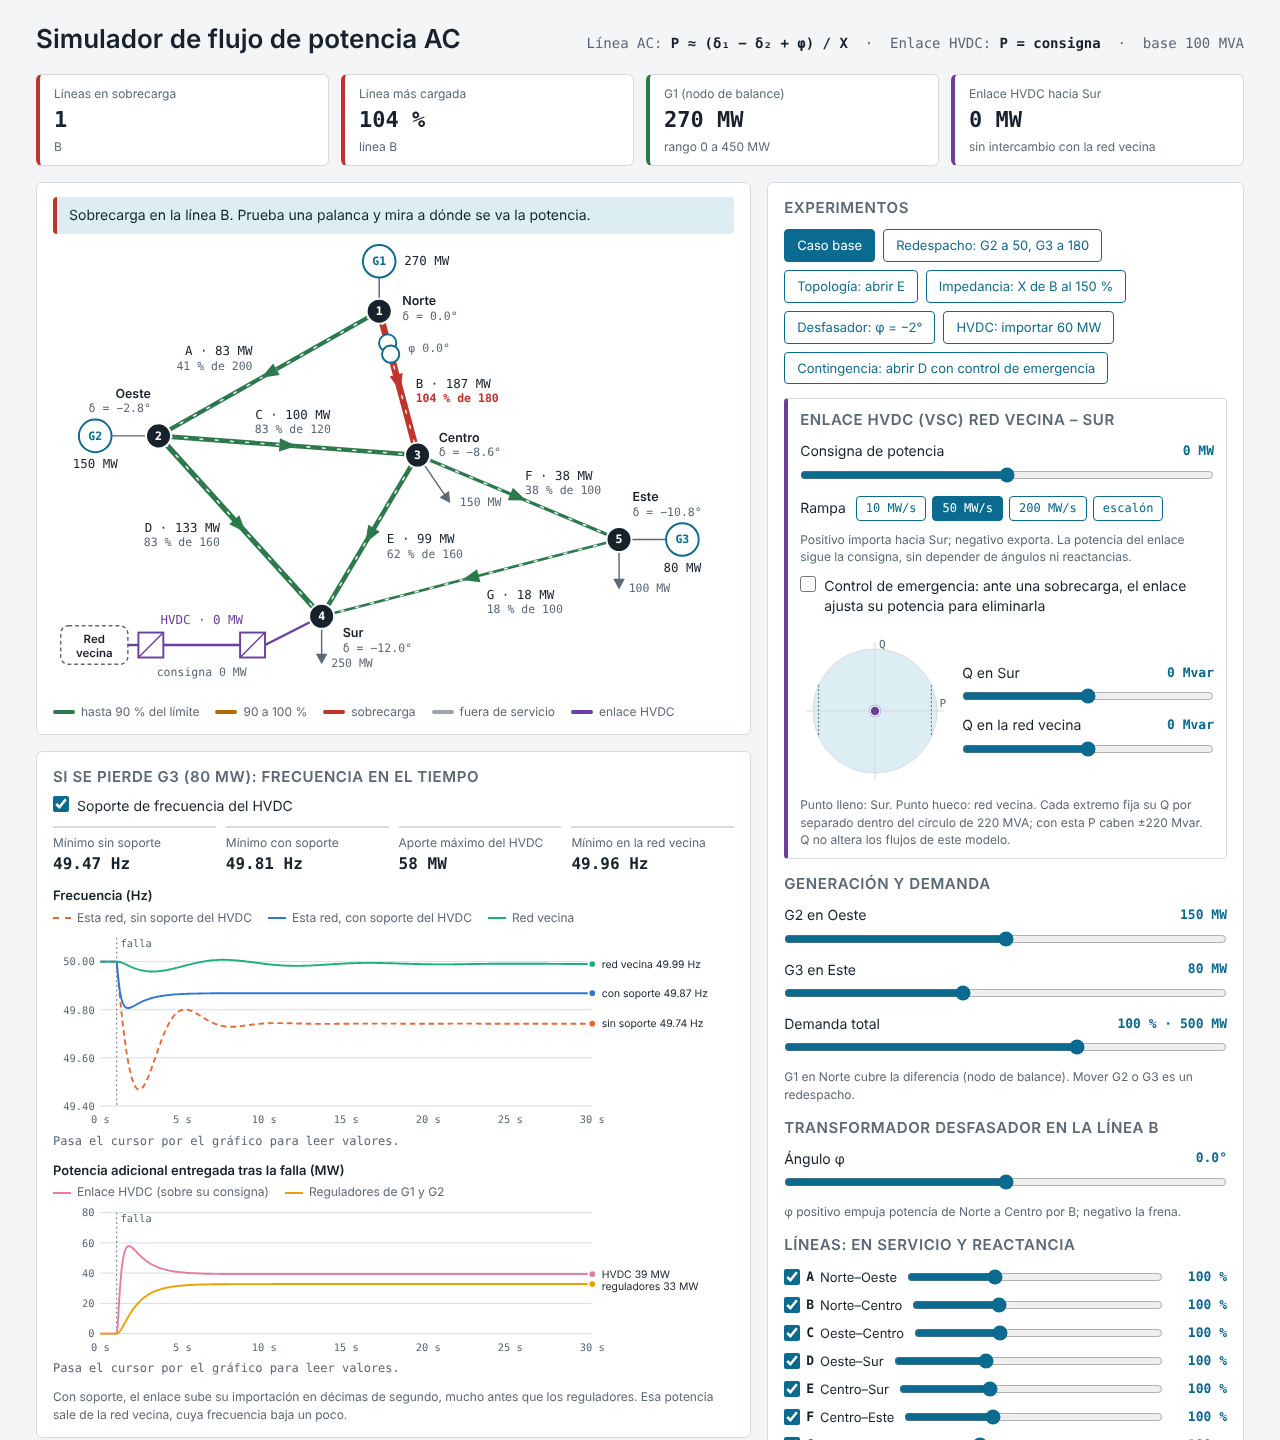 Simulador de flujo de potencia AC
Línea AC: P ≈ (δ₁ − δ₂ + φ) / X · Enlace HVDC: P = consigna · base 100 MVA
Líneas en sobrecarga
1
B
Línea más cargada
104 %
línea B
G1 (nodo de balance)
270 MW
rango 0 a 450 MW
Enlace HVDC hacia Sur
0 MW
sin intercambio con la red vecina
Sobrecarga en la línea B. Prueba una palanca y mira a dónde se va la potencia.
G1
270 MW
1
Norte
δ = 0.0°
φ 0.0°
A · 83 MW
41 % de 200
B · 187 MW
104 % de 180
Oeste
δ = −2.8°
G2
2
150 MW
C · 100 MW
83 % de 120
Centro
3
δ = −8.6°
150 MW
F · 38 MW
38 % de 100
Este
δ = −10.8°
5
G3
80 MW
100 MW
D · 133 MW
83 % de 160
E · 99 MW
62 % de 160
G · 18 MW
18 % de 100
4
Sur
δ = −12.0°
250 MW
HVDC · 0 MW
Red
vecina
consigna 0 MW
hasta 90 % del límite
90 a 100 %
sobrecarga
fuera de servicio
enlace HVDC
SI SE PIERDE G3 (80 MW): FRECUENCIA EN EL TIEMPO
Soporte de frecuencia del HVDC
Mínimo sin soporte
49.47 Hz
Mínimo con soporte
49.81 Hz
Aporte máximo del HVDC
58 MW
Mínimo en la red vecina
49.96 Hz
Frecuencia (Hz)
Esta red, sin soporte del HVDC
Esta red, con soporte del HVDC
Red vecina
falla
50.00
49.80
49.60
49.40
red vecina 49.99 Hz
con soporte 49.87 Hz
sin soporte 49.74 Hz
0 s 5 s 10 s 15 s 20 s 25 s 30 s
Pasa el cursor por el gráfico para leer valores.
Potencia adicional entregada tras la falla (MW)
Enlace HVDC (sobre su consigna)
Reguladores de G1 y G2
falla
80
60
40
20
0
HVDC 39 MW
reguladores 33 MW
0 s 5 s 10 s 15 s 20 s 25 s 30 s
Pasa el cursor por el gráfico para leer valores.
Con soporte, el enlace sube su importación en décimas de segundo, mucho antes que los reguladores. Esa potencia
sale de la red vecina, cuya frecuencia baja un poco.
EXPERIMENTOS
Caso base
Redespacho: G2 a 50, G3 a 180
Topología: abrir E
Impedancia: X de B al 150 %
Desfasador: φ = −2°
HVDC: importar 60 MW
Contingencia: abrir D con control de emergencia
ENLACE HVDC (VSC) RED VECINA – SUR
Consigna de potencia 0 MW
Rampa 10 MW/s 50 MW/s 200 MW/s escalón
Positivo importa hacia Sur; negativo exporta. La potencia del enlace
sigue la consigna, sin depender de ángulos ni reactancias.
Control de emergencia: ante una sobrecarga, el enlace
ajusta su potencia para eliminarla
Q
P
Q en Sur 0 Mvar
Q en la red vecina 0 Mvar
Punto lleno: Sur. Punto hueco: red vecina. Cada extremo fija su Q por
separado dentro del círculo de 220 MVA; con esta P caben ±220 Mvar.
Q no altera los flujos de este modelo.
GENERACIÓN Y DEMANDA
G2 en Oeste 150 MW
G3 en Este 80 MW
Demanda total 100 % · 500 MW
G1 en Norte cubre la diferencia (nodo de balance). Mover G2 o G3 es un
redespacho.
TRANSFORMADOR DESFASADOR EN LA LÍNEA B
Ángulo φ 0.0°
φ positivo empuja potencia de Norte a Centro por B; negativo la frena.
LÍNEAS: EN SERVICIO Y REACTANCIA
A Norte–Oeste 100 %
B Norte–Centro 100 %
C Oeste–Centro 100 %
D Oeste–Sur 100 %
E Centro–Sur 100 %
F Centro–Este 100 %